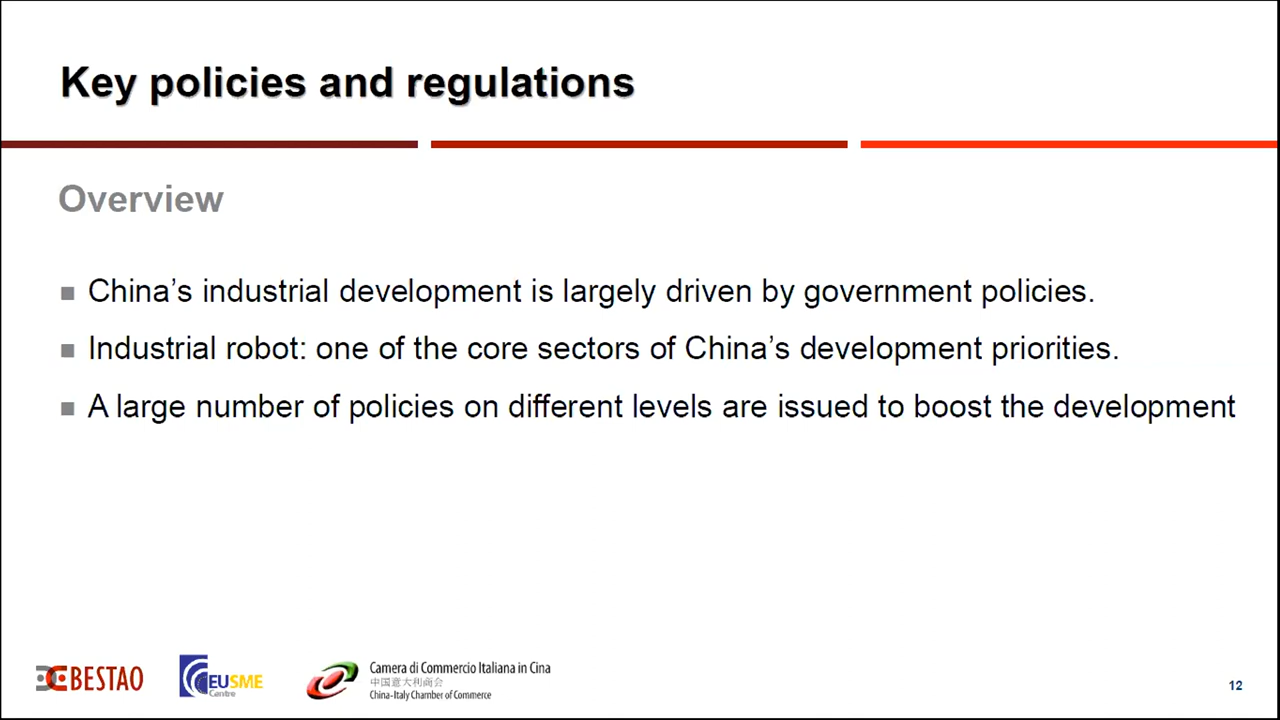 Key policies and regulations
Overview
China’s industrial development is largely driven by government policies.
Industrial robot: one of the core sectors of China’s development priorities.
A large number of policies on different levels are issued to boost the development
BESTAO
EUSME
Centre
Camera di Commercio Italiana in Cina
中国意大利商会
China-Italy Chamber of Commerce
12